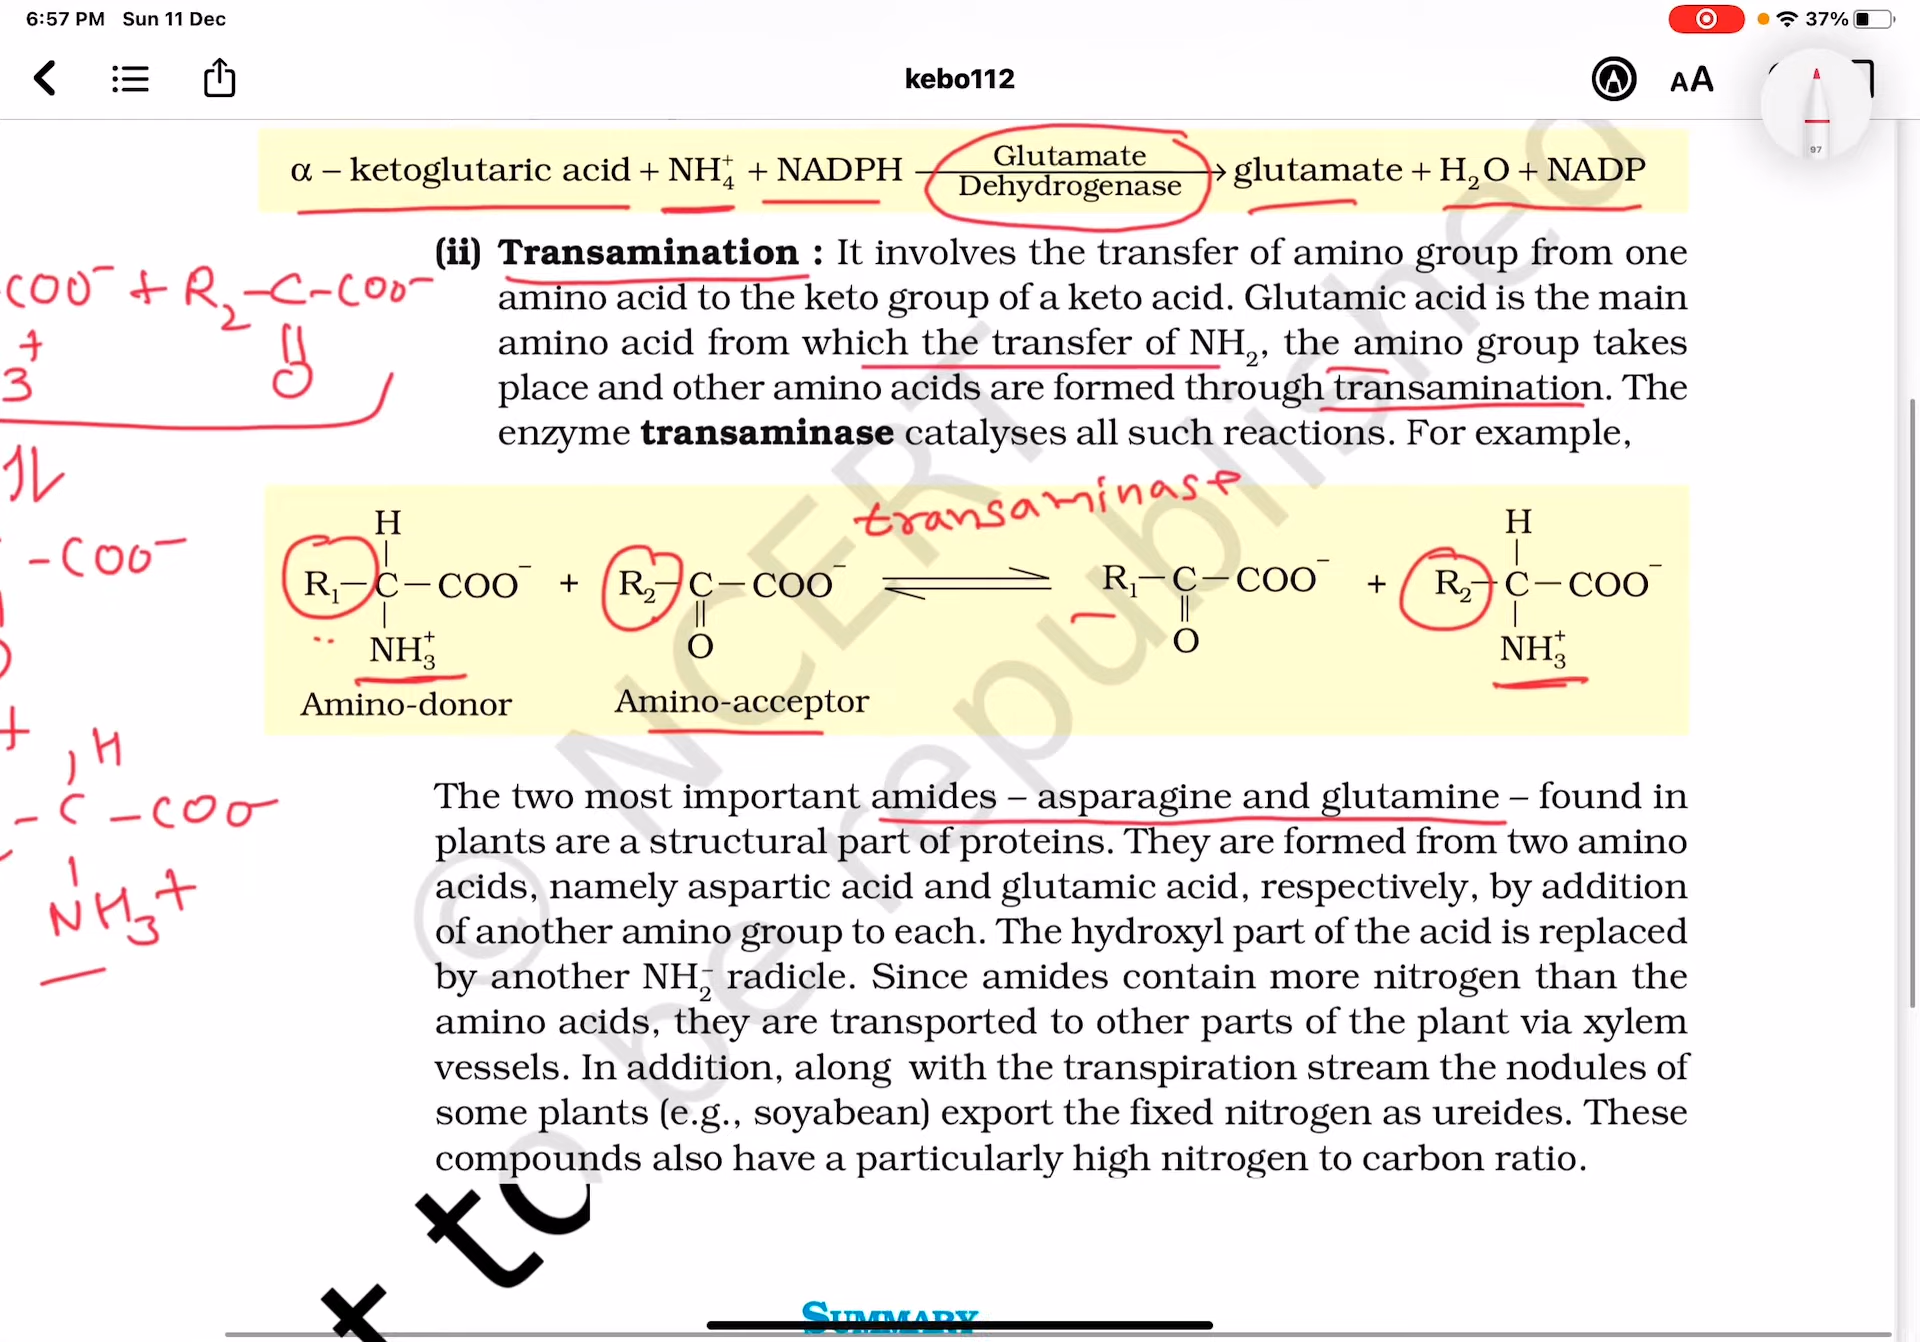 6:57 PM Sun 11 Dec
37%
kebo112
AA
97
α – ketoglutaric acid + NH₄⁺ + NADPH Glutamate Dehydrogenase → glutamate + H₂O + NADP
(ii) Transamination : It involves the transfer of amino group from one
amino acid to the keto group of a keto acid. Glutamic acid is the main
amino acid from which the transfer of NH₂, the amino group takes
place and other amino acids are formed through transamination. The
enzyme transaminase catalyses all such reactions. For example,
COO⁻ + R₂-C-COO⁻
+
3
O
transaminase
H
H
R₁—C—COO⁻ + R₂—C—COO⁻ ⇌ R₁—C—COO⁻ + R₂—C—COO⁻
NH₃⁺
O
O
NH₃⁺
Amino-donor
Amino-acceptor
-COO⁻
+
H
-C-COO⁻
NH₃+
The two most important amides – asparagine and glutamine – found in
plants are a structural part of proteins. They are formed from two amino
acids, namely aspartic acid and glutamic acid, respectively, by addition
of another amino group to each. The hydroxyl part of the acid is replaced
by another NH₂⁻ radicle. Since amides contain more nitrogen than the
amino acids, they are transported to other parts of the plant via xylem
vessels. In addition, along with the transpiration stream the nodules of
some plants (e.g., soyabean) export the fixed nitrogen as ureides. These
compounds also have a particularly high nitrogen to carbon ratio.
© NCERT
be republished
t to
SUMMARY